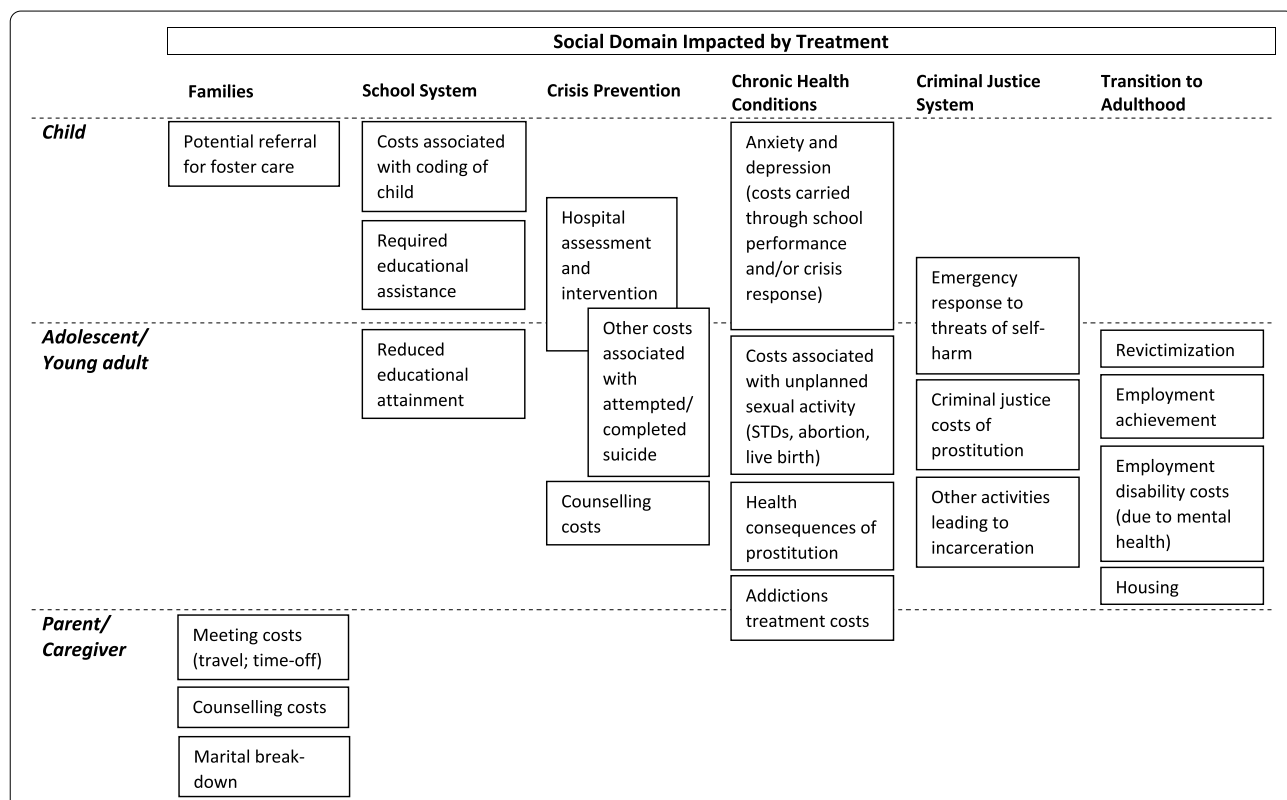 Social Domain Impacted by Treatment
Families
School System
Crisis Prevention
Chronic Health
Conditions
Criminal Justice
System
Transition to
Adulthood
Child
Potential referral
for foster care
Costs associated
with coding of
child
Required
educational
assistance
Hospital
assessment
and
intervention
Anxiety and
depression
(costs carried
through school
performance
and/or crisis
response)
Emergency
response to
threats of self-
harm
Adolescent/
Young adult
Reduced
educational
attainment
Other costs
associated
with
attempted/
completed
suicide
Counselling
costs
Costs associated
with unplanned
sexual activity
(STDs, abortion,
live birth)
Health
consequences of
prostitution
Addictions
treatment costs
Criminal justice
costs of
prostitution
Other activities
leading to
incarceration
Revictimization
Employment
achievement
Employment
disability costs
(due to mental
health)
Housing
Parent/
Caregiver
Meeting costs
(travel; time-off)
Counselling costs
Marital break-
down